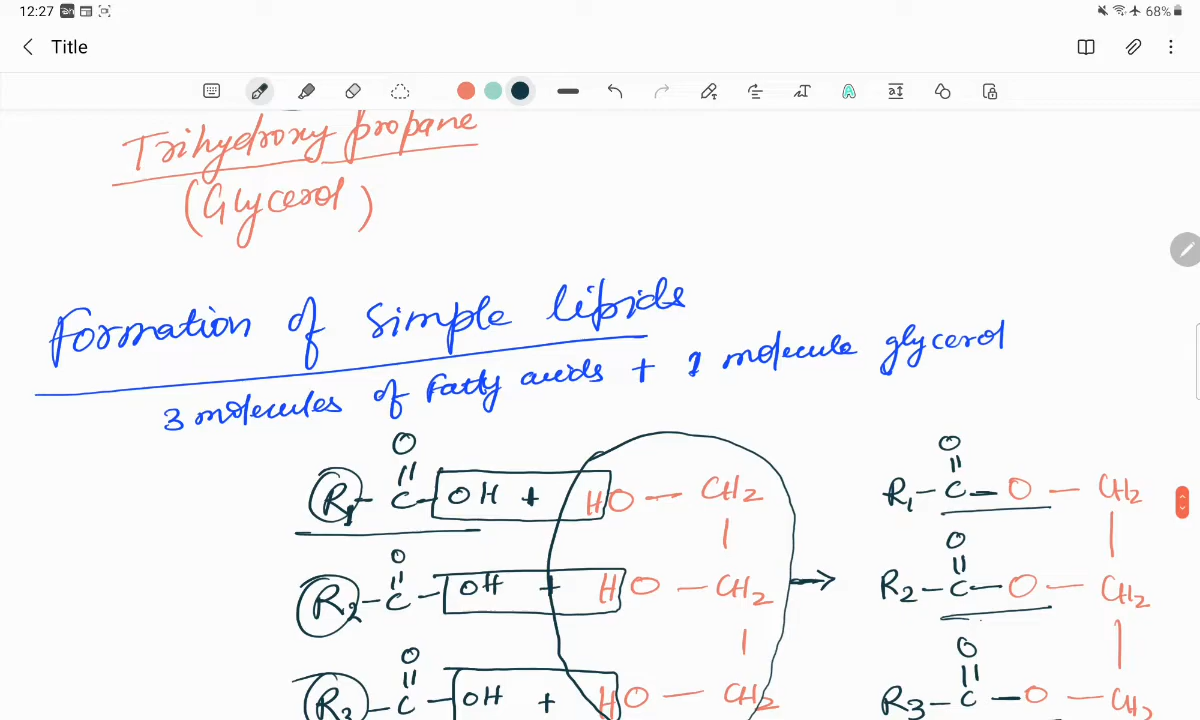 12:27 68%
Title
Trihydroxy propane
(Glycerol)
Formation of simple lipids
3 molecules of fatty acids + 1 molecule glycerol
O O
R1-C-OH + HO-CH2 R1-C-O-CH2
O O
R2-C-OH + HO-CH2 → R2-C-O-CH2
O O
R3-C-OH + HO-CH2 R3-C-O-CH2